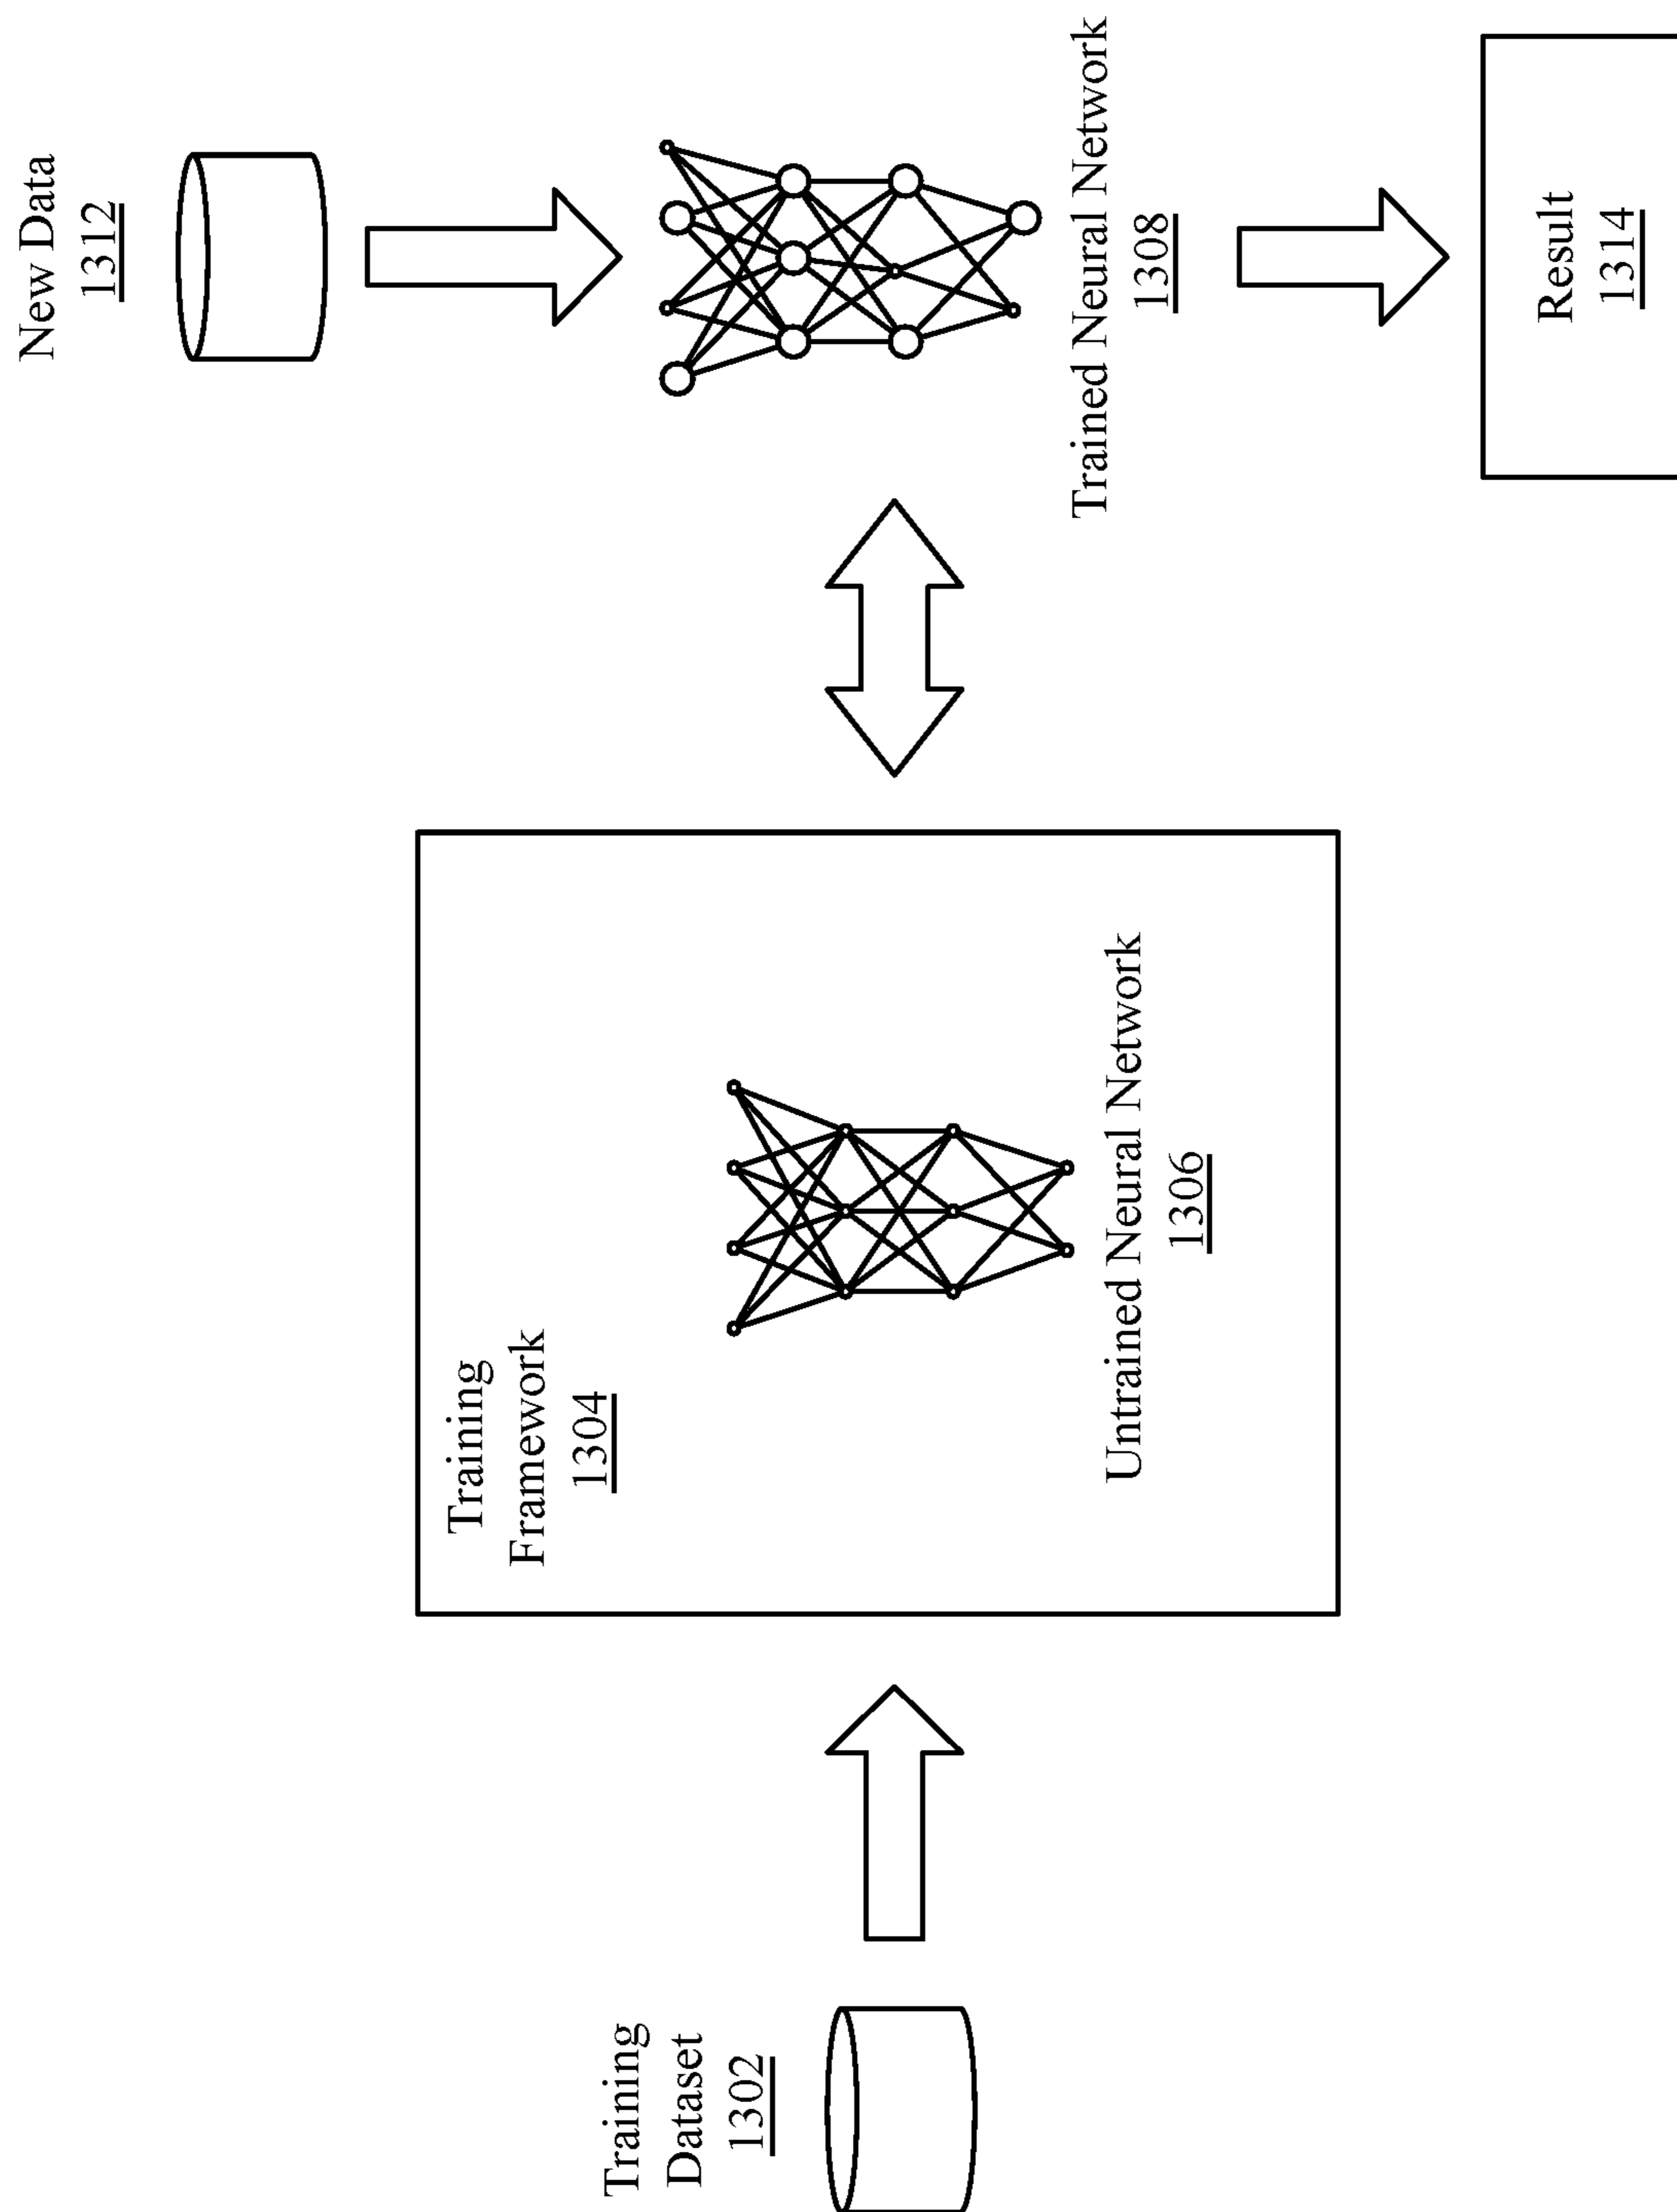 Training
Dataset
1302
Training
Framework
1304
Untrained Neural Network
1306
New Data
1312
Trained Neural Network
1308
Result
1314